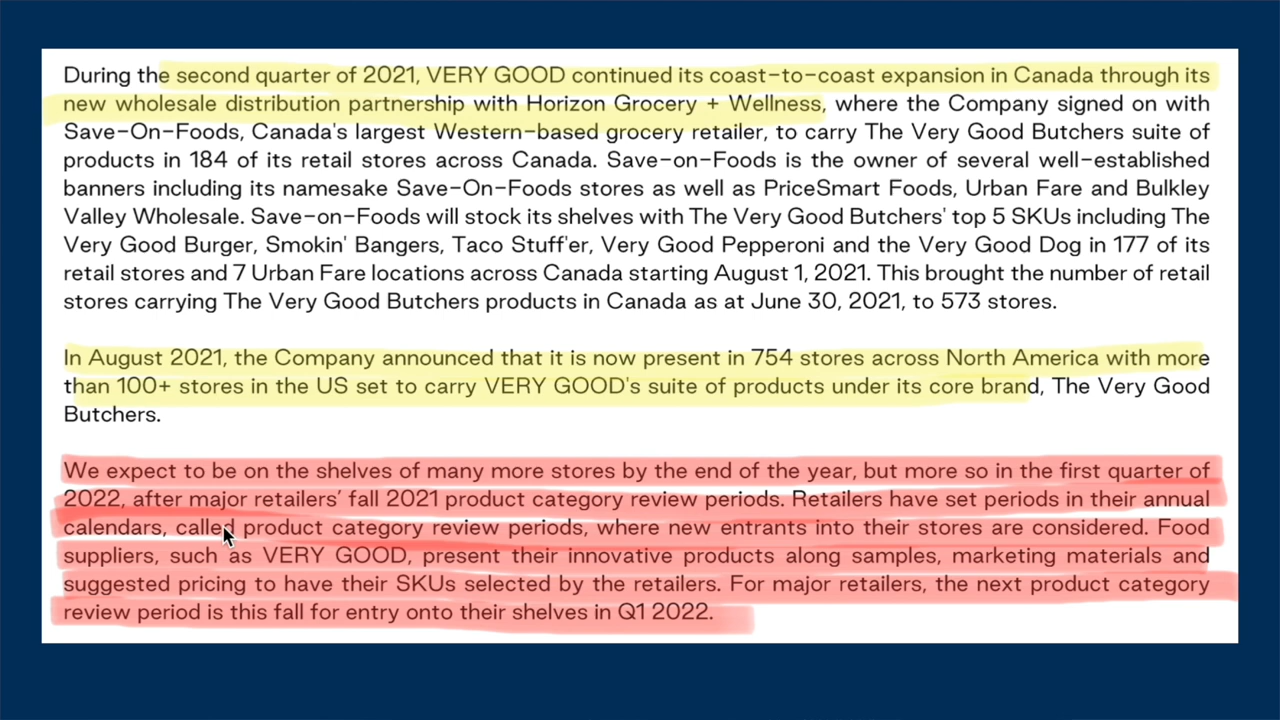 During the second quarter of 2021, VERY GOOD continued its coast-to-coast expansion in Canada through its
new wholesale distribution partnership with Horizon Grocery + Wellness, where the Company signed on with
Save-On-Foods, Canada's largest Western-based grocery retailer, to carry The Very Good Butchers suite of
products in 184 of its retail stores across Canada. Save-on-Foods is the owner of several well-established
banners including its namesake Save-On-Foods stores as well as PriceSmart Foods, Urban Fare and Bulkley
Valley Wholesale. Save-on-Foods will stock its shelves with The Very Good Butchers' top 5 SKUs including The
Very Good Burger, Smokin' Bangers, Taco Stuff'er, Very Good Pepperoni and the Very Good Dog in 177 of its
retail stores and 7 Urban Fare locations across Canada starting August 1, 2021. This brought the number of retail
stores carrying The Very Good Butchers products in Canada as at June 30, 2021, to 573 stores.
In August 2021, the Company announced that it is now present in 754 stores across North America with more
than 100+ stores in the US set to carry VERY GOOD's suite of products under its core brand, The Very Good
Butchers.
We expect to be on the shelves of many more stores by the end of the year, but more so in the first quarter of
2022, after major retailers' fall 2021 product category review periods. Retailers have set periods in their annual
calendars, called product category review periods, where new entrants into their stores are considered. Food
suppliers, such as VERY GOOD, present their innovative products along samples, marketing materials and
suggested pricing to have their SKUs selected by the retailers. For major retailers, the next product category
review period is this fall for entry onto their shelves in Q1 2022.